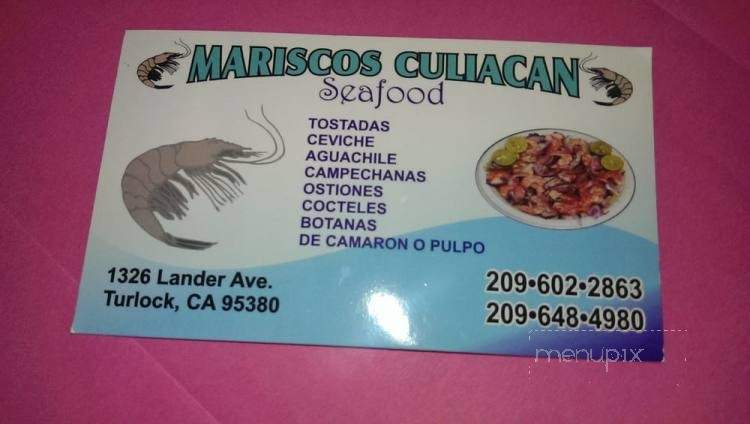 MARISCOS CULIACAN
Seafood
TOSTADAS
CEVICHE
AGUACHILE
CAMPECHANAS
OSTIONES
COCTELES
BOTANAS
DE CAMARON O PULPO
1326 Lander Ave.
Turlock, CA 95380
209•602•2863
209•648•4980
menupix